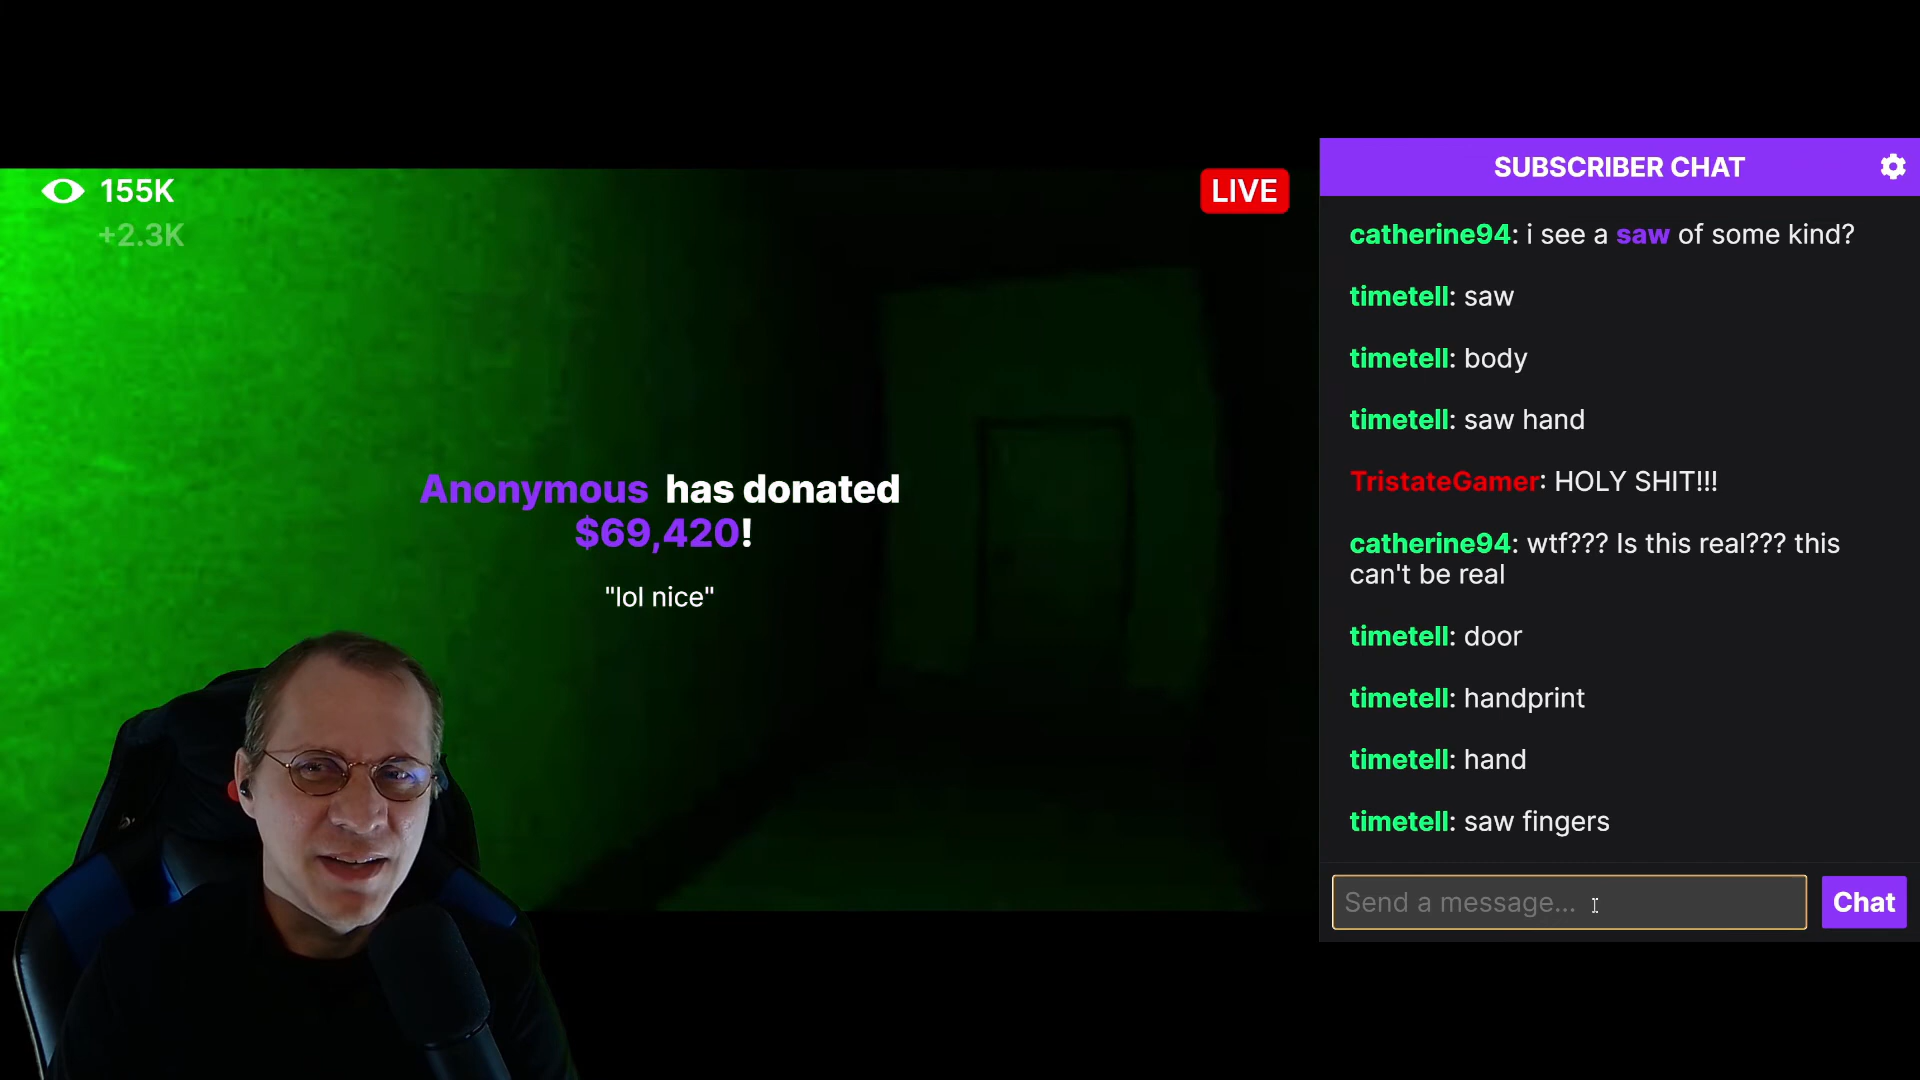 155K
+2.3K
LIVE
Anonymous has donated
$69,420!
"lol nice"
SUBSCRIBER CHAT
catherine94: i see a saw of some kind?
timetell: saw
timetell: body
timetell: saw hand
TristateGamer: HOLY SHIT!!!
catherine94: wtf??? Is this real??? this
can't be real
timetell: door
timetell: handprint
timetell: hand
timetell: saw fingers
Send a message...
Chat